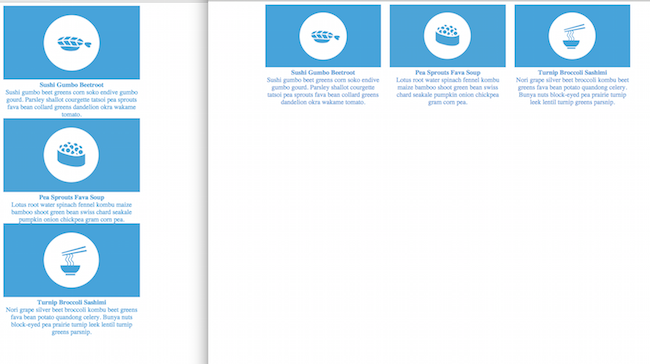 Sushi Gumbo Beetroot
Sushi gumbo beet greens corn soko endive
gourd. Parsley shallot courgette tatsoi pea sprouts
fava bean collard greens dandelion okra wakame
tomato.
Pea Sprouts Fava Soup
Lotus root water spinach fennel kombu maize
bamboo shoot green bean swiss chard seakale
pumpkin onion chickpea gram corn pea.
Turnip Broccoli Sashimi
Nori grape silver beet broccoli kombu beet greens
fava bean potato quandong celery. Bunya nuts
black-eyed pea prairie turnip leek lentil turnip
greens parsnip.
Sushi Gumbo Beetroot
Sushi gumbo beet greens corn soko endive
gourd. Parsley shallot courgette
tatsoi pea sprouts fava bean collard greens
dandelion okra wakame tomato.
Pea Sprouts Fava Soup
Lotus root water spinach fennel kombu
maize bamboo shoot green bean swiss
chard seakale pumpkin onion chickpea
gram corn pea.
Turnip Broccoli Sashimi
Nori grape silver beet broccoli kombu beet
greens fava bean potato quandong celery.
Bunya nuts black-eyed pea prairie turnip
leek lentil turnip greens parsnip.